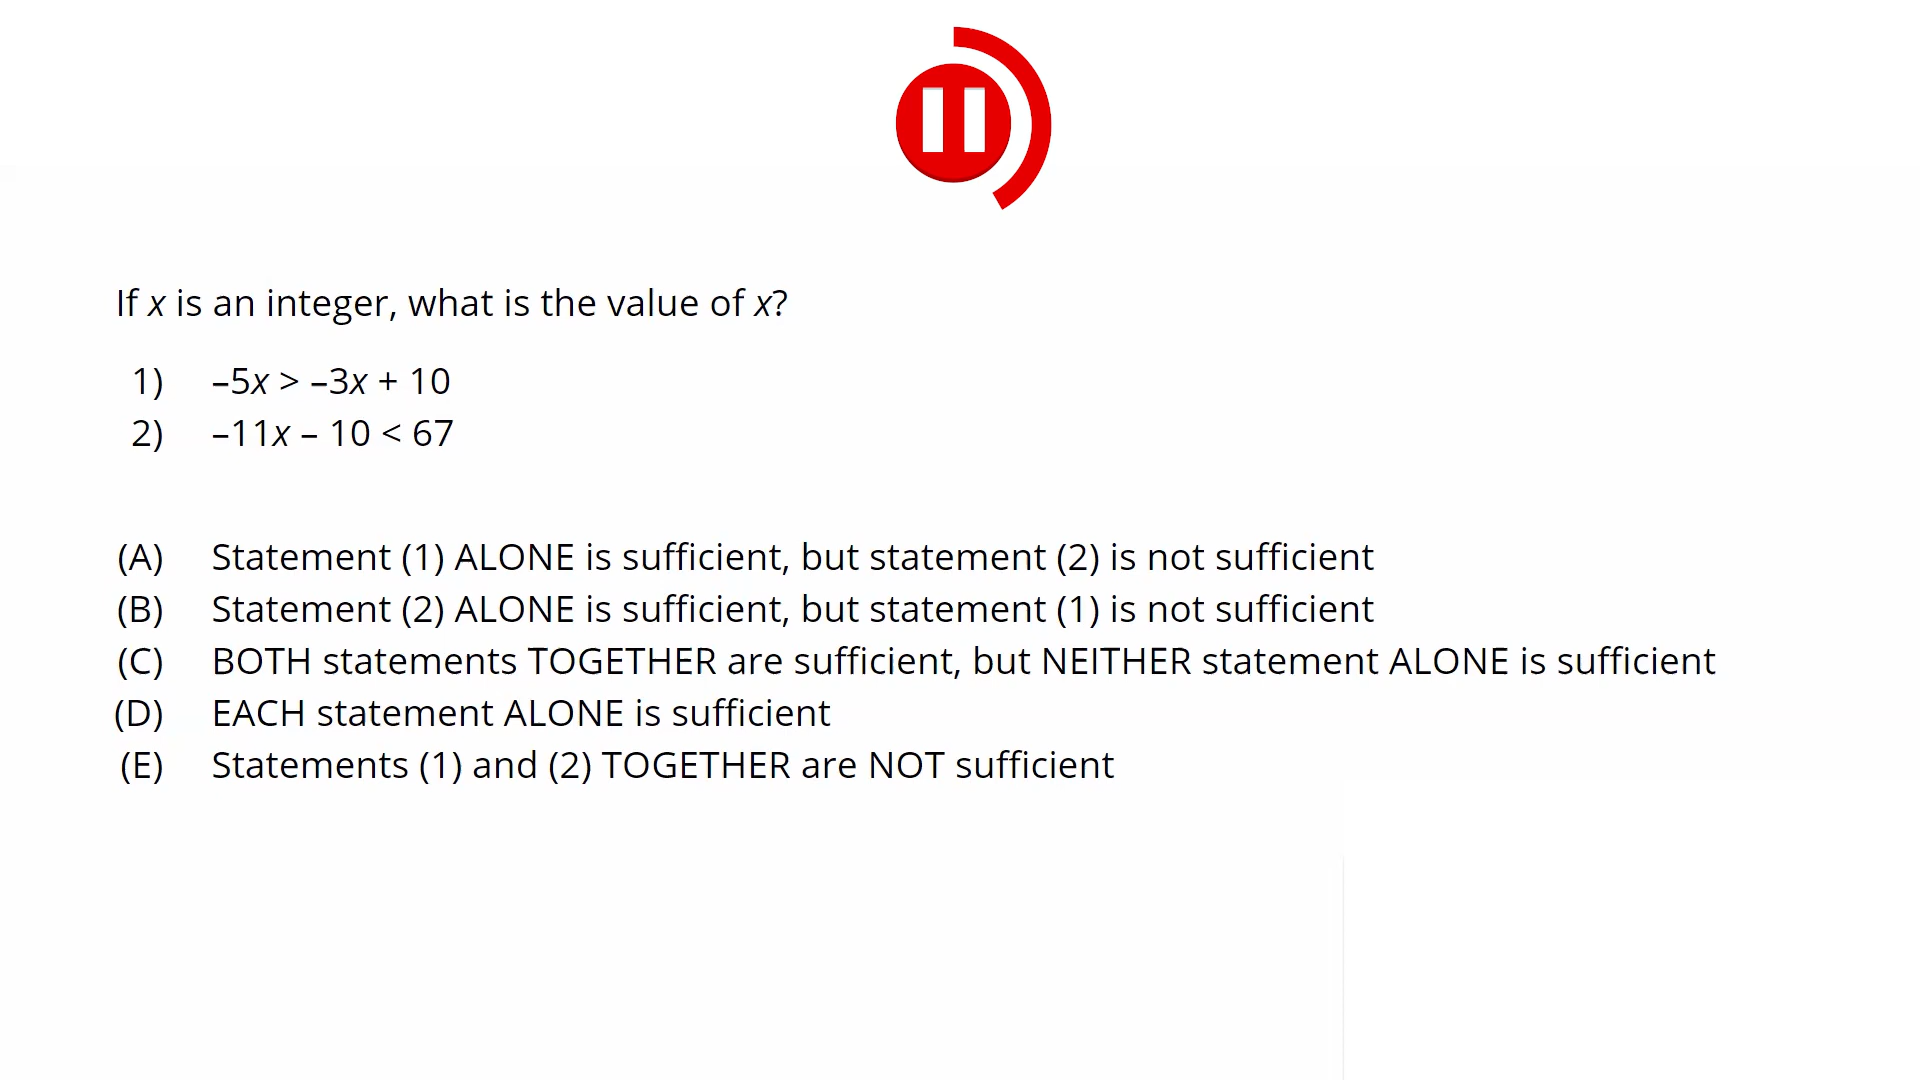 If x is an integer, what is the value of x?
1) –5x > –3x + 10
2) –11x – 10 < 67
(A) Statement (1) ALONE is sufficient, but statement (2) is not sufficient
(B) Statement (2) ALONE is sufficient, but statement (1) is not sufficient
(C) BOTH statements TOGETHER are sufficient, but NEITHER statement ALONE is sufficient
(D) EACH statement ALONE is sufficient
(E) Statements (1) and (2) TOGETHER are NOT sufficient